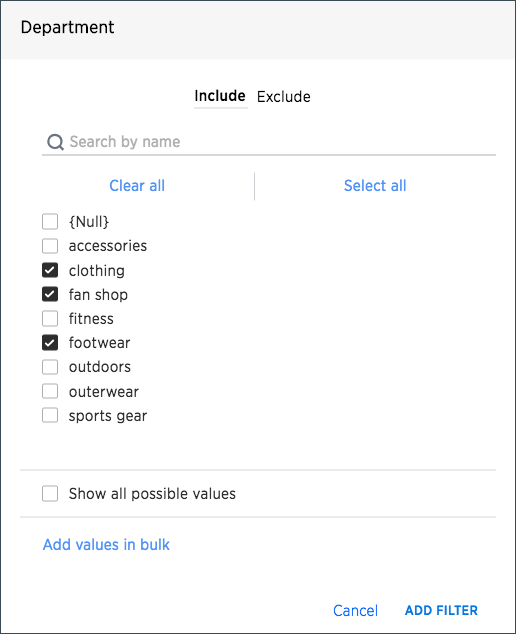 Department
Include Exclude
Search by name
Clear all Select all
{Null}
accessories
clothing
fan shop
fitness
footwear
outdoors
outerwear
sports gear
Show all possible values
Add values in bulk
Cancel ADD FILTER